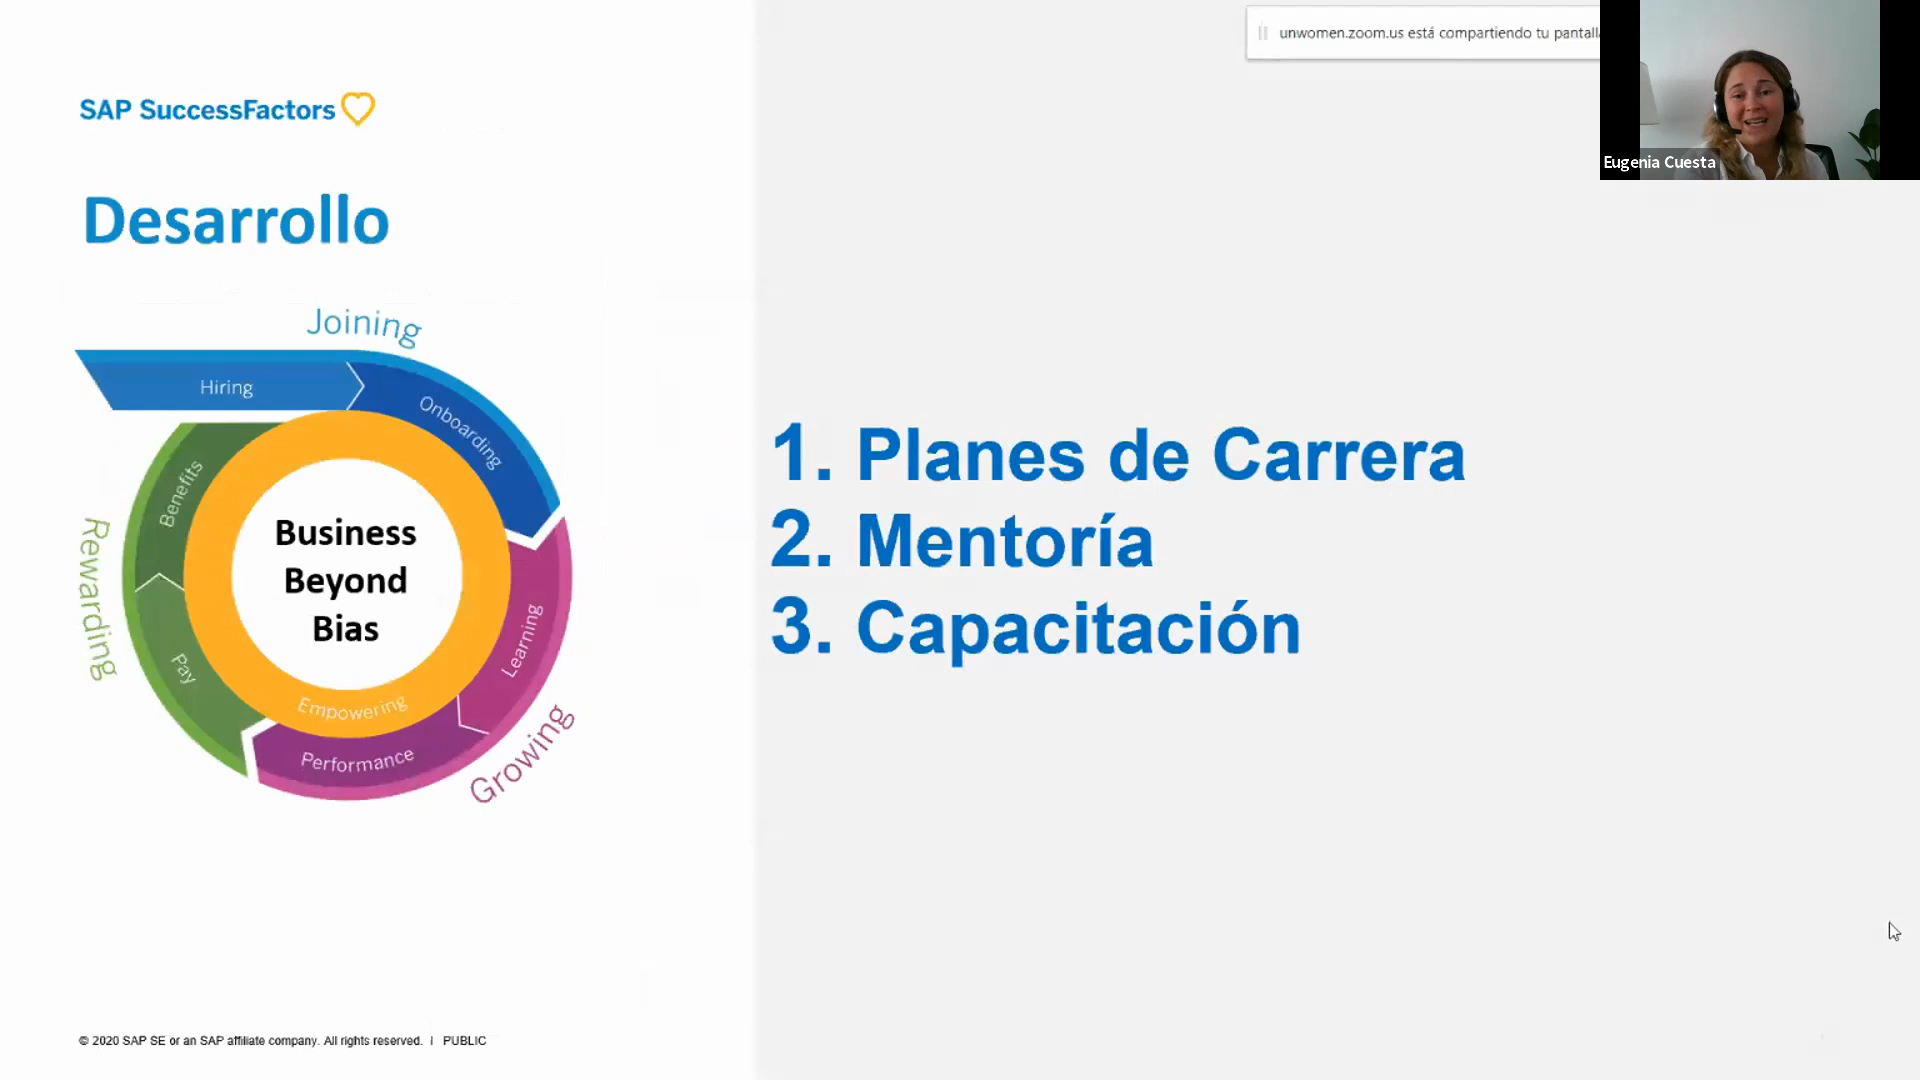 unwomen.zoom.us está compartiendo tu pantall
Eugenia Cuesta
SAP SuccessFactors
Desarrollo
Joining
Hiring
Onboarding
Benefits
Rewarding
Business
Beyond
Bias
Learning
Pay
Empowering
Performance
Growing
1. Planes de Carrera
2. Mentoría
3. Capacitación
© 2020 SAP SE or an SAP affiliate company. All rights reserved. I PUBLIC